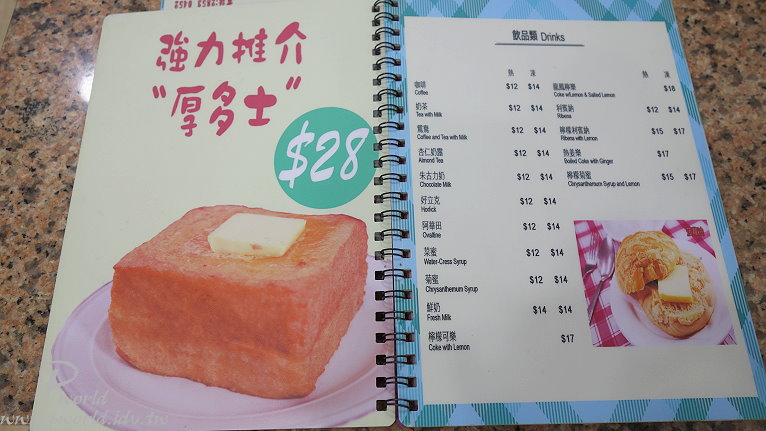 強力推介
“厚多士”
$28
飲品類 Drinks
熱 凍
咖啡 $12 $14
Coffee
奶茶 $12 $14
Tea with Milk
鴛鴦 $12 $14
Coffee and Tea with Milk
杏仁奶露 $12 $14
Almond Tea
朱古力奶 $12 $14
Chocolate Milk
好立克 $12 $14
Horlick
阿華田 $12 $14
Ovaltine
菜蜜 $12 $14
Water-Cress Syrup
菊蜜 $12 $14
Chrysanthemum Syrup
鮮奶 $14 $14
Fresh Milk
檸檬可樂 $17
Coke with Lemon
熱 凍
龍鳳檸樂 $18
Coke w/Lemon & Salted Lemon
利賓納 $12 $14
Ribena
檸檬利賓納 $15 $17
Ribena with Lemon
熱薑樂 $17
Boiled Coke with Ginger
檸檬菊蜜 $15 $17
Chrysanthemum Syrup and Lemon